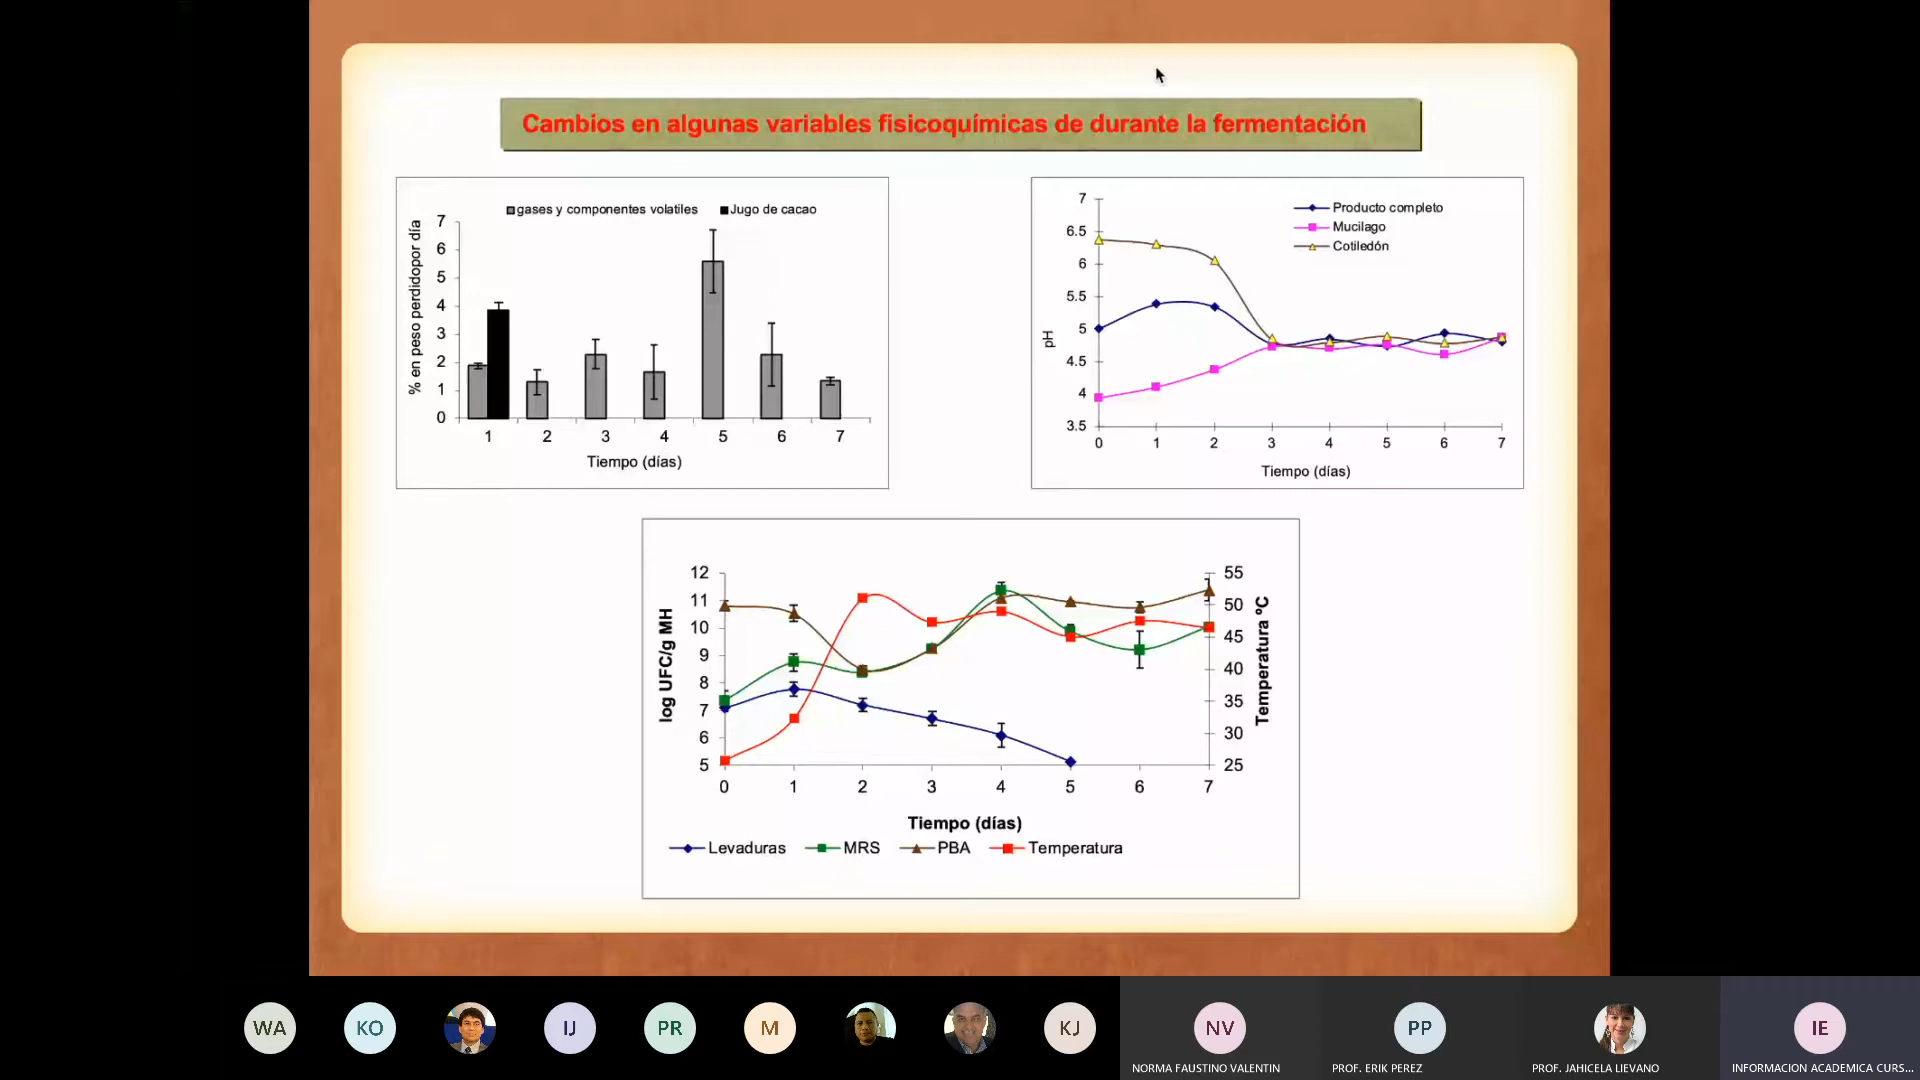 Cambios en algunas variables fisicoquímicas de durante la fermentación
gases y componentes volatiles
Jugo de cacao
% en peso perdidopor día
7
6
5
4
3
2
1
0
1 2 3 4 5 6 7
Tiempo (días)
Producto completo
Mucilago
Cotiledón
pH
7
6.5
6
5.5
5
4.5
4
3.5
0 1 2 3 4 5 6 7
Tiempo (días)
log UFC/g MH
12
11
10
9
8
7
6
5
55
50
45
40
35
30
25
Temperatura ºC
0 1 2 3 4 5 6 7
Tiempo (días)
Levaduras MRS PBA Temperatura
WA KO IJ PR M KJ NV PP IE
NORMA FAUSTINO VALENTIN
PROF. ERIK PEREZ
PROF. JAHICELA LIEVANO
INFORMACION ACADEMICA CURS...